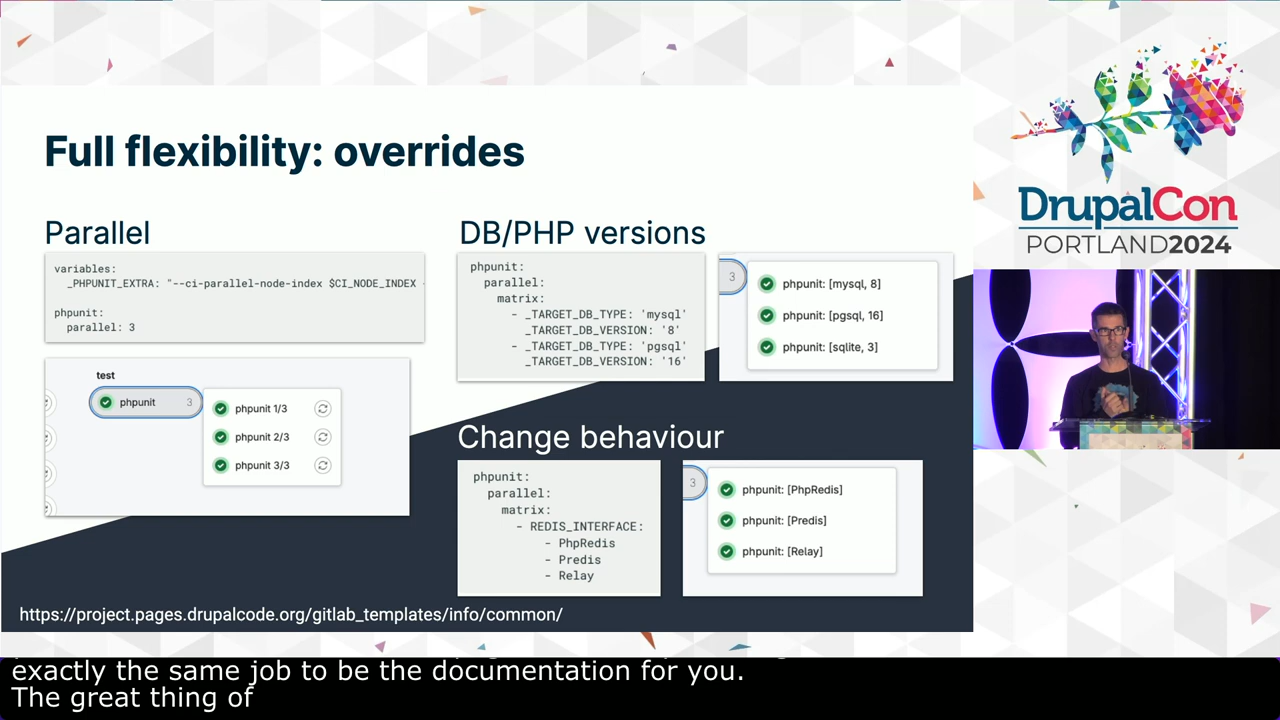 Full flexibility: overrides
Parallel
variables:
_PHPUNIT_EXTRA: "--ci-parallel-node-index $CI_NODE_INDEX
phpunit:
parallel: 3
test
phpunit 3
phpunit 1/3
phpunit 2/3
phpunit 3/3
DB/PHP versions
phpunit:
parallel:
matrix:
- _TARGET_DB_TYPE: 'mysql'
_TARGET_DB_VERSION: '8'
- _TARGET_DB_TYPE: 'pgsql'
_TARGET_DB_VERSION: '16'
3
phpunit: [mysql, 8]
phpunit: [pgsql, 16]
phpunit: [sqlite, 3]
Change behaviour
phpunit:
parallel:
matrix:
- REDIS_INTERFACE:
- PhpRedis
- Predis
- Relay
3
phpunit: [PhpRedis]
phpunit: [Predis]
phpunit: [Relay]
https://project.pages.drupalcode.org/gitlab_templates/info/common/
DrupalCon
PORTLAND2024
exactly the same job to be the documentation for you.
The great thing of